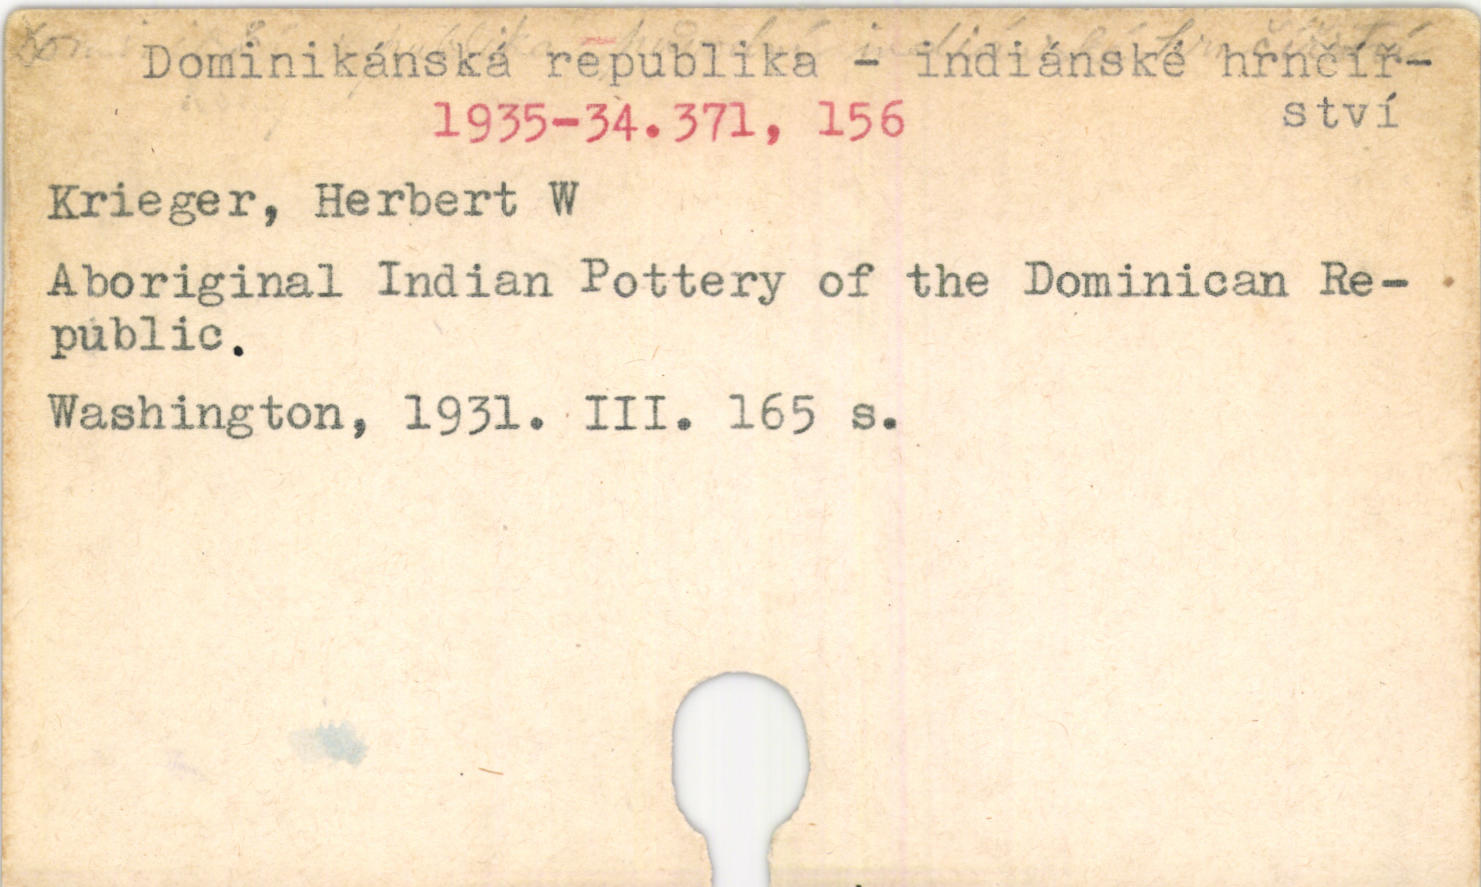 Dominikánská republika - indiánské hrnčíř-
ství
1935-34.371, 156
Krieger, Herbert W
Aboriginal Indian Pottery of the Dominican Re-
public.
Washington, 1931. III. 165 s.